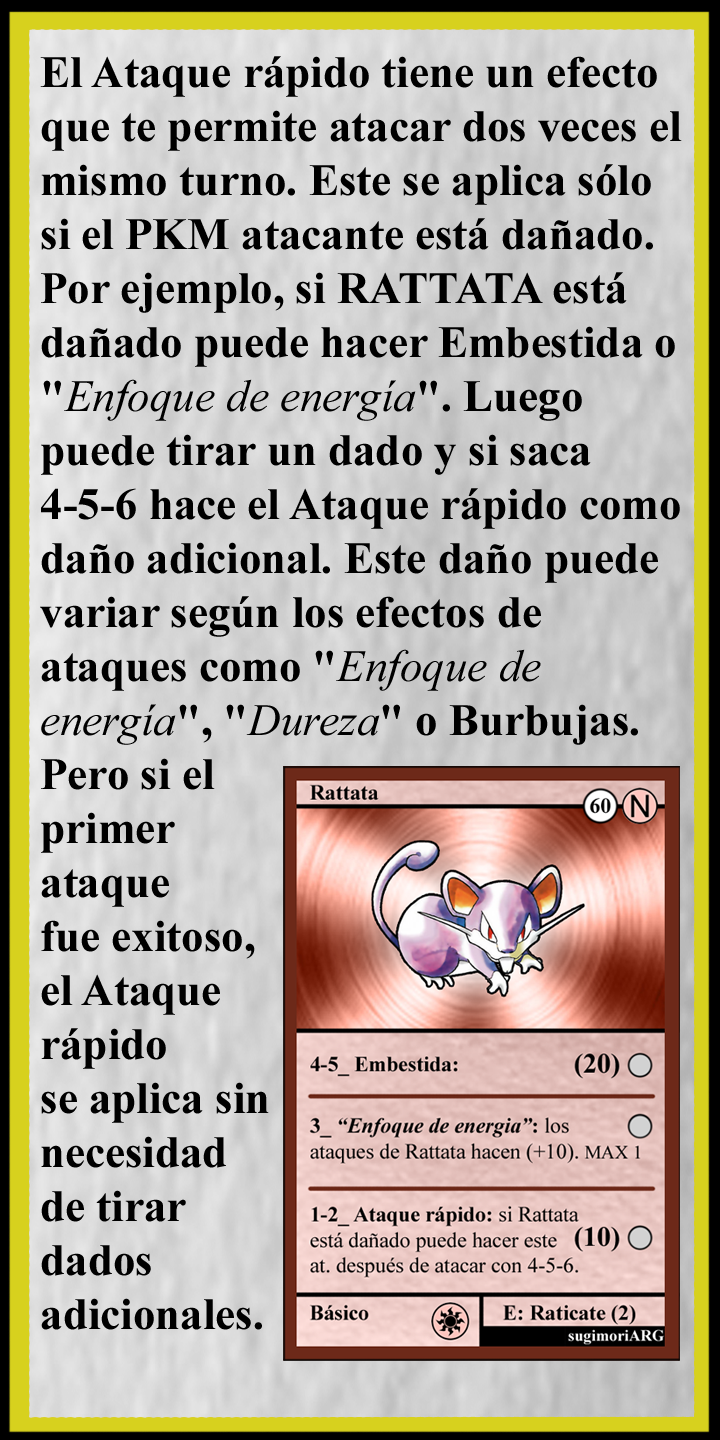 El Ataque rápido tiene un efecto
que te permite atacar dos veces el
mismo turno. Este se aplica sólo
si el PKM atacante está dañado.
Por ejemplo, si RATTATA está
dañado puede hacer Embestida o
"Enfoque de energía". Luego
puede tirar un dado y si saca
4-5-6 hace el Ataque rápido como
daño adicional. Este daño puede
variar según los efectos de
ataques como "Enfoque de
energía", "Dureza" o Burbujas.
Pero si el
primer
ataque
fue exitoso,
el Ataque
rápido
se aplica sin
necesidad
de tirar
dados
adicionales.
Rattata
60 N
4-5_ Embestida: (20)
3_ “Enfoque de energia”: los
ataques de Rattata hacen (+10). MAX 1
1-2_ Ataque rápido: si Rattata
está dañado puede hacer este (10)
at. después de atacar con 4-5-6.
Básico
E: Raticate (2)
sugimoriARG